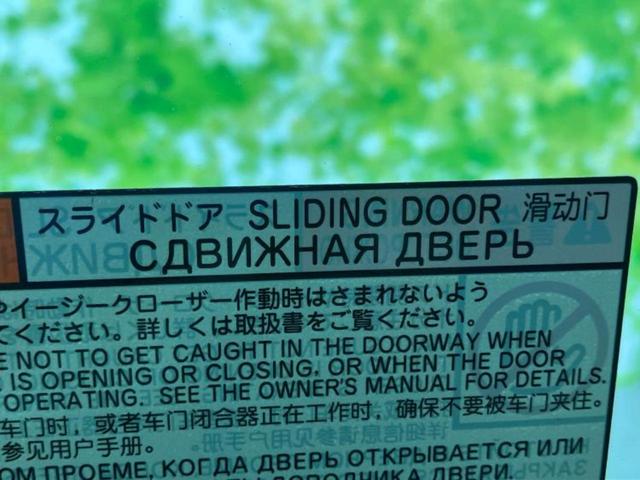 スライドドア SLIDING DOOR 滑动门
СДВИЖНАЯ ДВЕРЬ
やイージークローザー作動時はさまれないよう
てください。詳しくは取扱書をご覧ください。
NOT TO GET CAUGHT IN THE DOORWAY WHEN
IS OPENING OR CLOSING, OR WHEN THE DOOR
OPERATING. SEE THE OWNER'S MANUAL FOR DETAILS.
车门时，或者车门闭合器正在工作时，确保不要被车门夹住。
参见用户手册。
ПРОЕМЕ, КОГДА ДВЕРЬ ОТКРЫВАЕТСЯ ИЛИ
ДОВОДЧИКА ДВЕРИ.